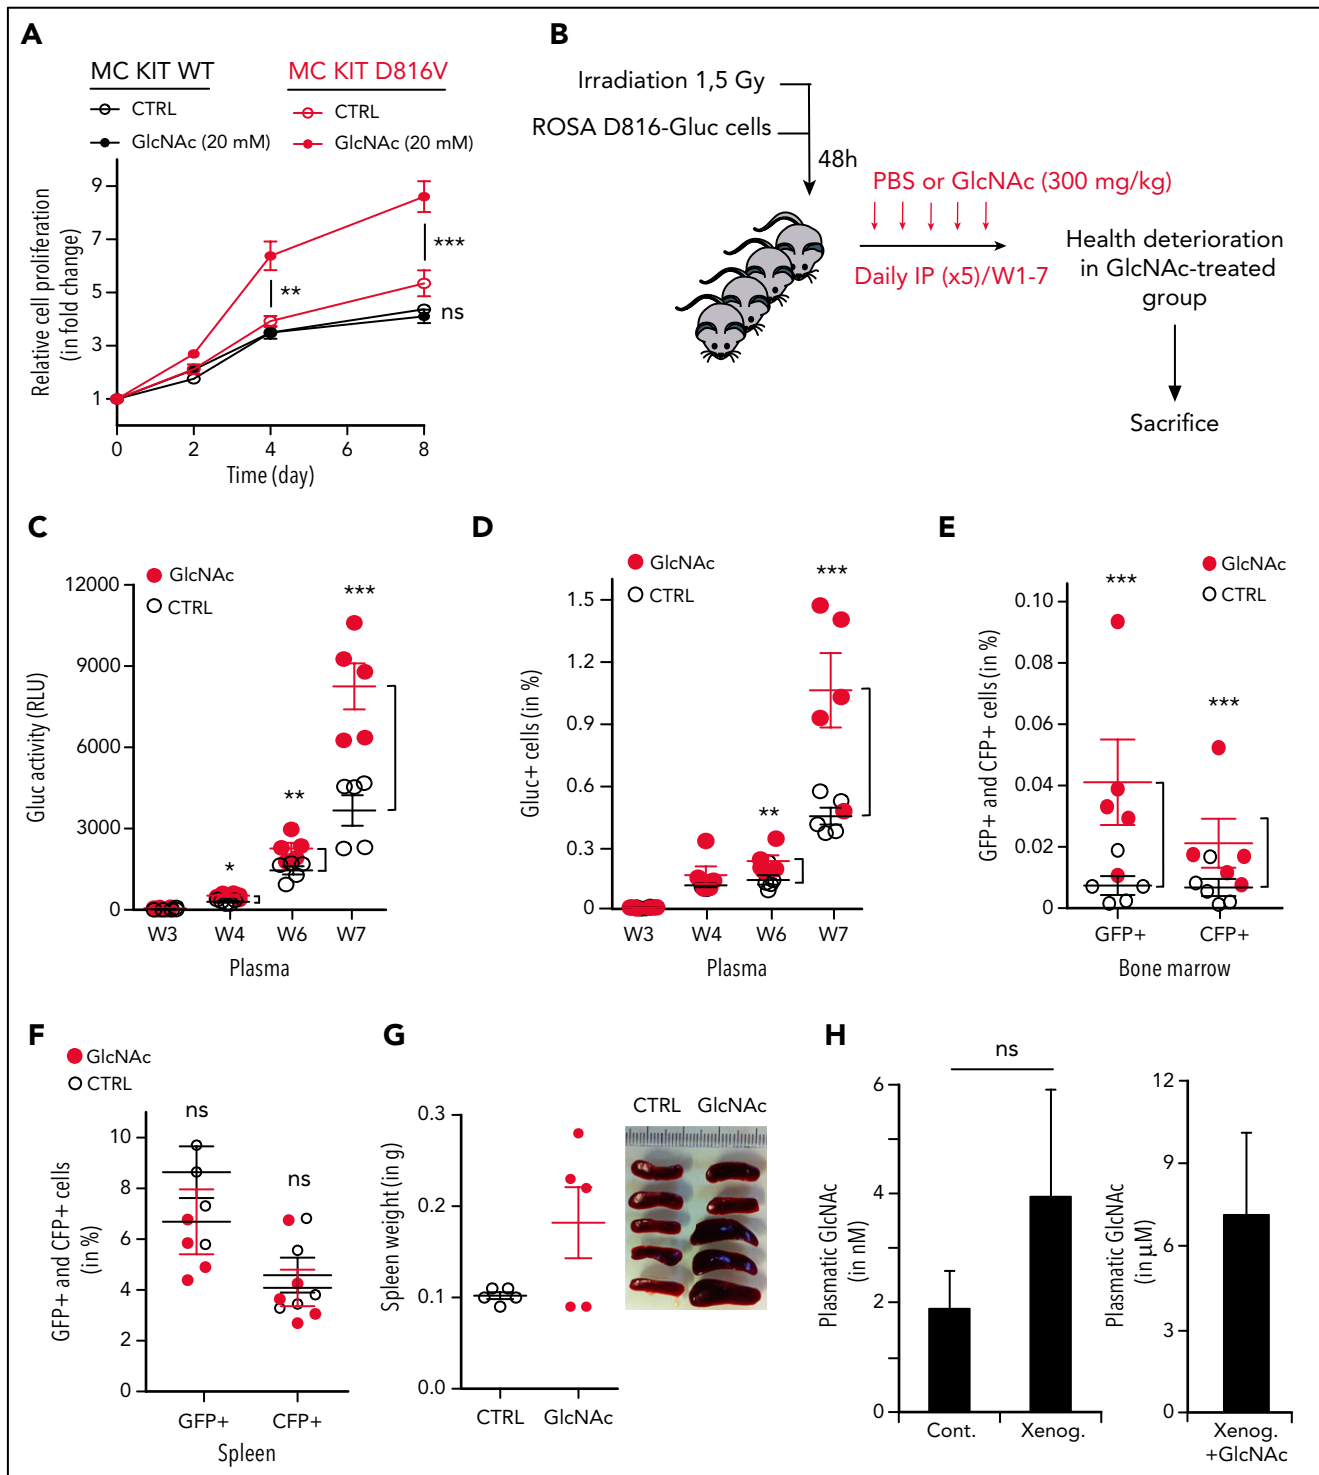 A
MC KIT WT
MC KIT D816V
CTRL
CTRL
GlcNAc (20 mM)
GlcNAc (20 mM)
Relative cell proliferation
(in fold change)
9
7
5
3
1
**
***
ns
0
2
4
6
8
Time (day)
B
Irradiation 1,5 Gy
ROSA D816-Gluc cells
48h
PBS or GlcNAc (300 mg/kg)
Daily IP (x5)/W1-7
Health deterioration
in GlcNAc-treated
group
Sacrifice
C
GlcNAc
CTRL
Gluc activity (RLU)
12000
9000
6000
3000
0
*
**
***
W3
W4
W6
W7
Plasma
D
GlcNAc
CTRL
Gluc+ cells (in %)
1.5
1.2
0.9
0.6
0.3
0
**
***
W3
W4
W6
W7
Plasma
E
GlcNAc
CTRL
GFP+ and CFP+ cells (in %)
0.10
0.08
0.06
0.04
0.02
0
***
***
GFP+
CFP+
Bone marrow
F
GlcNAc
CTRL
GFP+ and CFP+ cells
(in %)
10
8
6
4
2
0
ns
ns
GFP+
CFP+
Spleen
G
Spleen weight (in g)
0.3
0.2
0.1
0.0
CTRL
GlcNAc
CTRL
GlcNAc
H
Plasmatic GlcNAc
(in nM)
6
4
2
0
ns
Cont.
Xenog.
Plasmatic GlcNAc
(in µM)
12
9
6
3
0
Xenog.
+GlcNAc